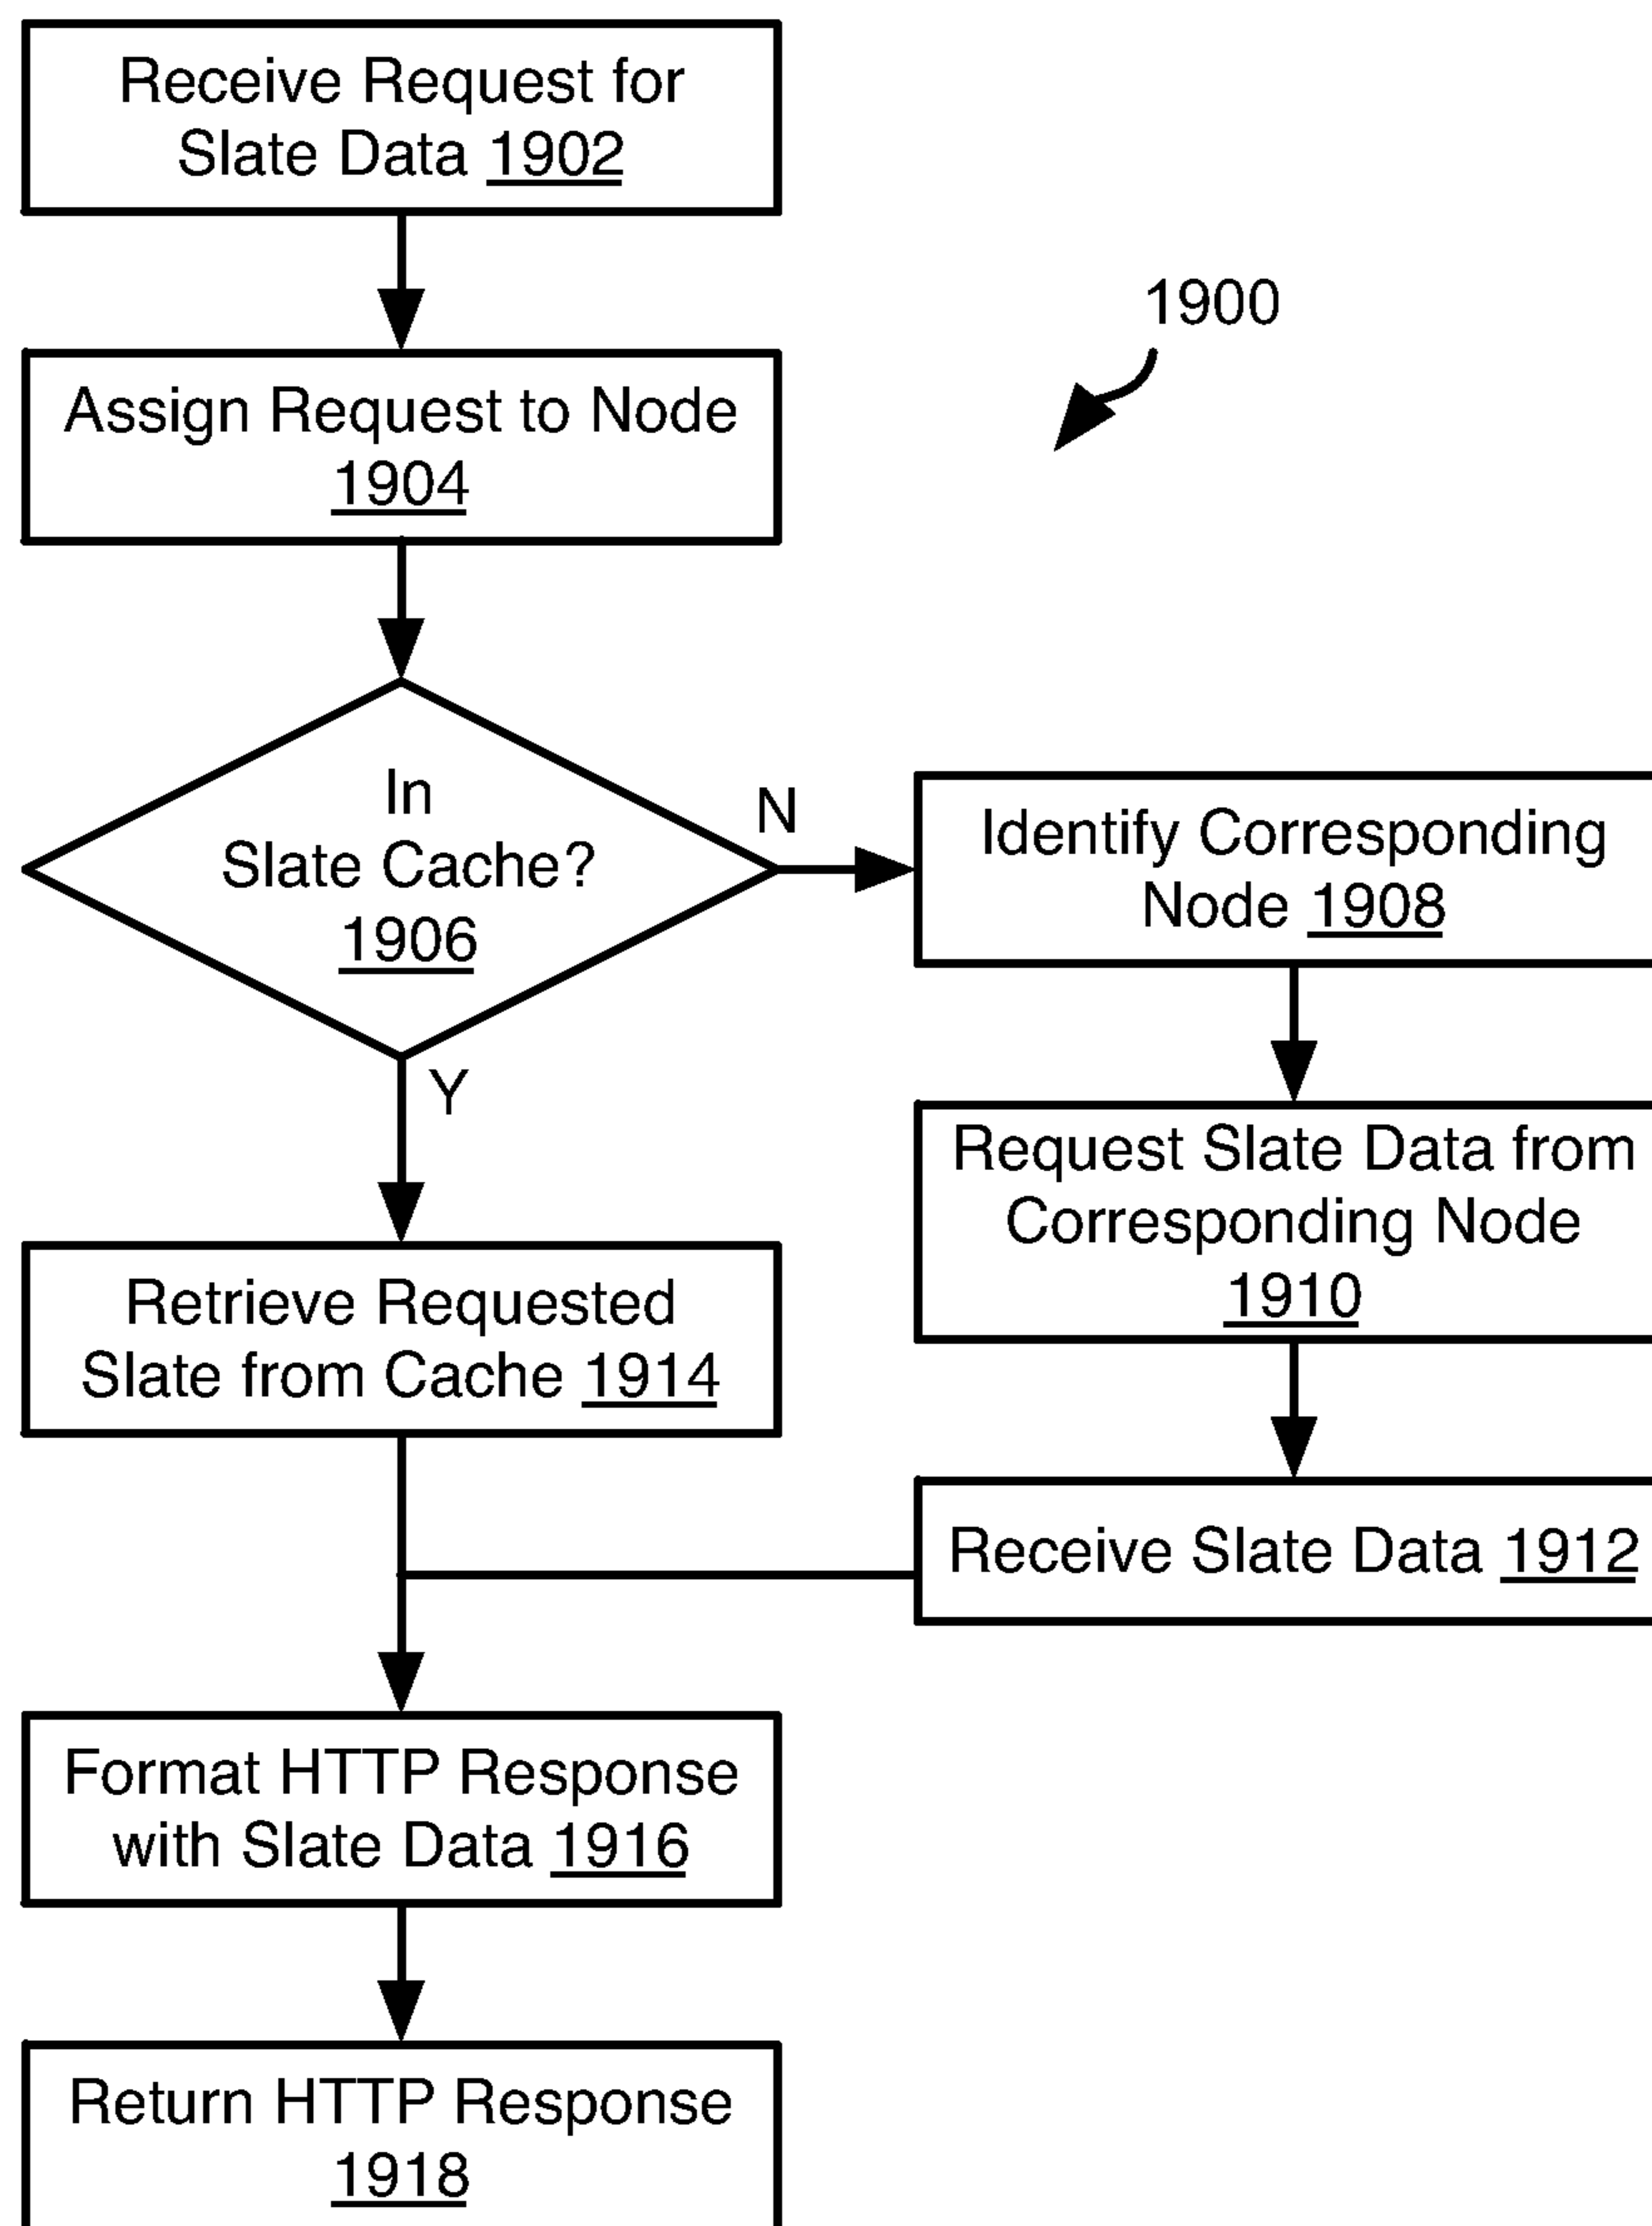 Receive Request for
Slate Data 1902
1900
Assign Request to Node
1904
In
Slate Cache?
1906
N
Y
Identify Corresponding
Node 1908
Request Slate Data from
Corresponding Node
1910
Retrieve Requested
Slate from Cache 1914
Receive Slate Data 1912
Format HTTP Response
with Slate Data 1916
Return HTTP Response
1918